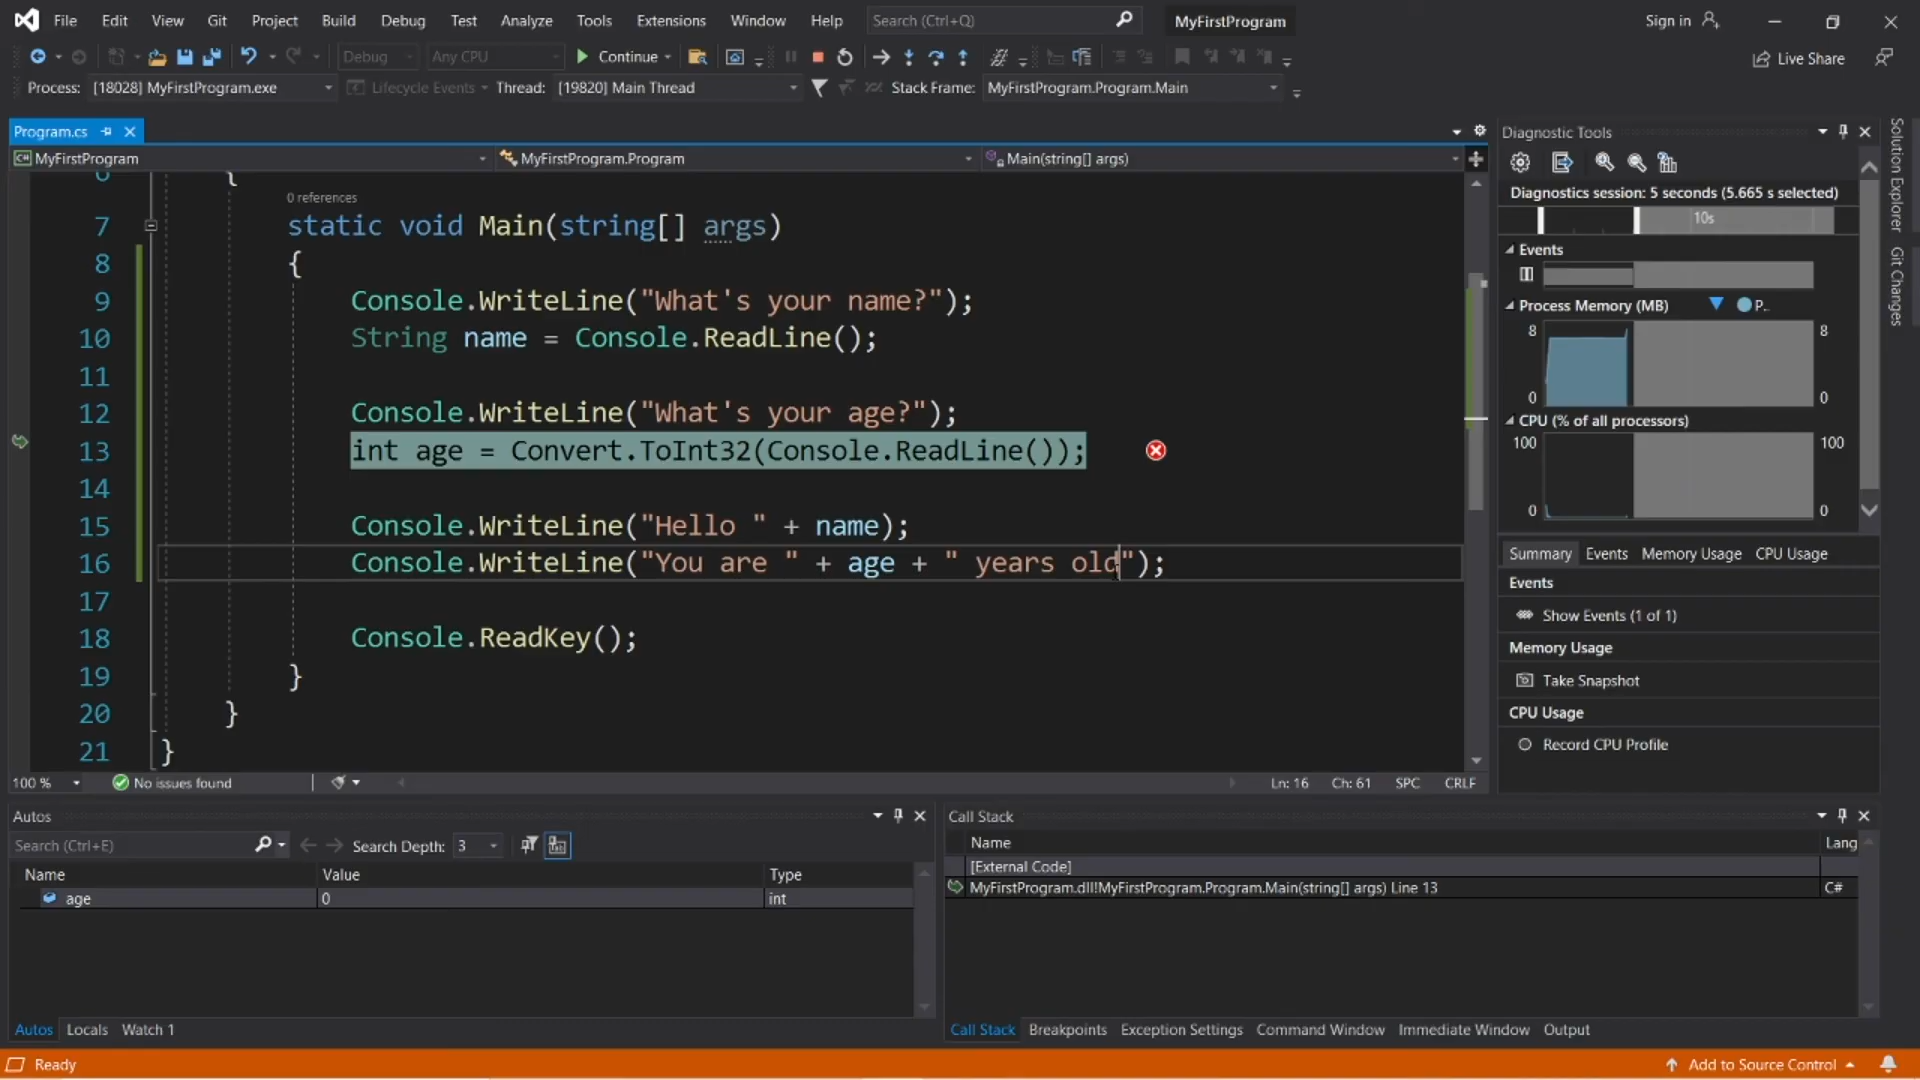 File Edit View Git Project Build Debug Test Analyze Tools Extensions Window Help Search (Ctrl+Q) MyFirstProgram Sign in
Debug Any CPU Continue Live Share
Process: [18028] MyFirstProgram.exe Lifecycle Events Thread: [19820] Main Thread Stack Frame: MyFirstProgram.Program.Main
Program.cs
C# MyFirstProgram MyFirstProgram.Program Main(string[] args)
6 {
0 references
7 static void Main(string[] args)
8 {
9 Console.WriteLine("What's your name?");
10 String name = Console.ReadLine();
11
12 Console.WriteLine("What's your age?");
13 int age = Convert.ToInt32(Console.ReadLine());
14
15 Console.WriteLine("Hello " + name);
16 Console.WriteLine("You are " + age + " years old");
17
18 Console.ReadKey();
19 }
20 }
21 }
100 % No issues found Ln: 16 Ch: 61 SPC CRLF
Diagnostic Tools
Diagnostics session: 5 seconds (5.665 s selected)
10s
Events
Process Memory (MB) P..
8 8
0 0
CPU (% of all processors)
100 100
0 0
Summary Events Memory Usage CPU Usage
Events
Show Events (1 of 1)
Memory Usage
Take Snapshot
CPU Usage
Record CPU Profile
Solution Explorer
Git Changes
Autos
Search (Ctrl+E) Search Depth: 3
Name Value Type
age 0 int
Autos Locals Watch 1
Call Stack
Name Lang
[External Code]
MyFirstProgram.dll!MyFirstProgram.Program.Main(string[] args) Line 13 C#
Call Stack Breakpoints Exception Settings Command Window Immediate Window Output
Ready Add to Source Control